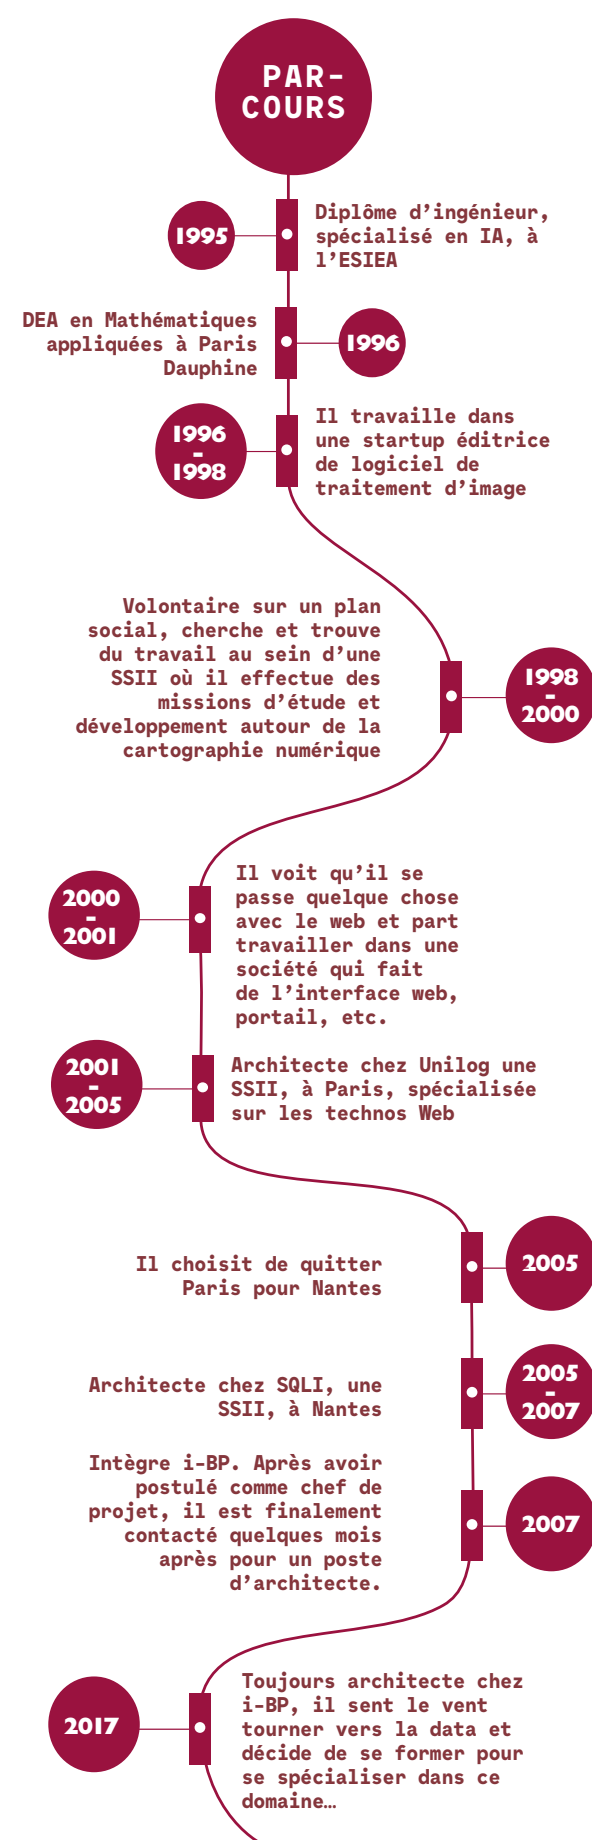 PAR-
COURS
1995
Diplôme d’ingénieur,
spécialisé en IA, à
l’ESIEA
DEA en Mathématiques
appliquées à Paris
Dauphine
1996
1996
-
1998
Il travaille dans
une startup éditrice
de logiciel de
traitement d’image
Volontaire sur un plan
social, cherche et trouve
du travail au sein d’une
SSII où il effectue des
missions d’étude et
développement autour de la
cartographie numérique
1998
-
2000
2000
-
2001
Il voit qu’il se
passe quelque chose
avec le web et part
travailler dans une
société qui fait
de l’interface web,
portail, etc.
2001
-
2005
Architecte chez Unilog une
SSII, à Paris, spécialisée
sur les technos Web
Il choisit de quitter
Paris pour Nantes
2005
Architecte chez SQLI, une
SSII, à Nantes
2005
-
2007
Intègre i-BP. Après avoir
postulé comme chef de
projet, il est finalement
contacté quelques mois
après pour un poste
d’architecte.
2007
2017
Toujours architecte chez
i-BP, il sent le vent
tourner vers la data et
décide de se former pour
se spécialiser dans ce
domaine…